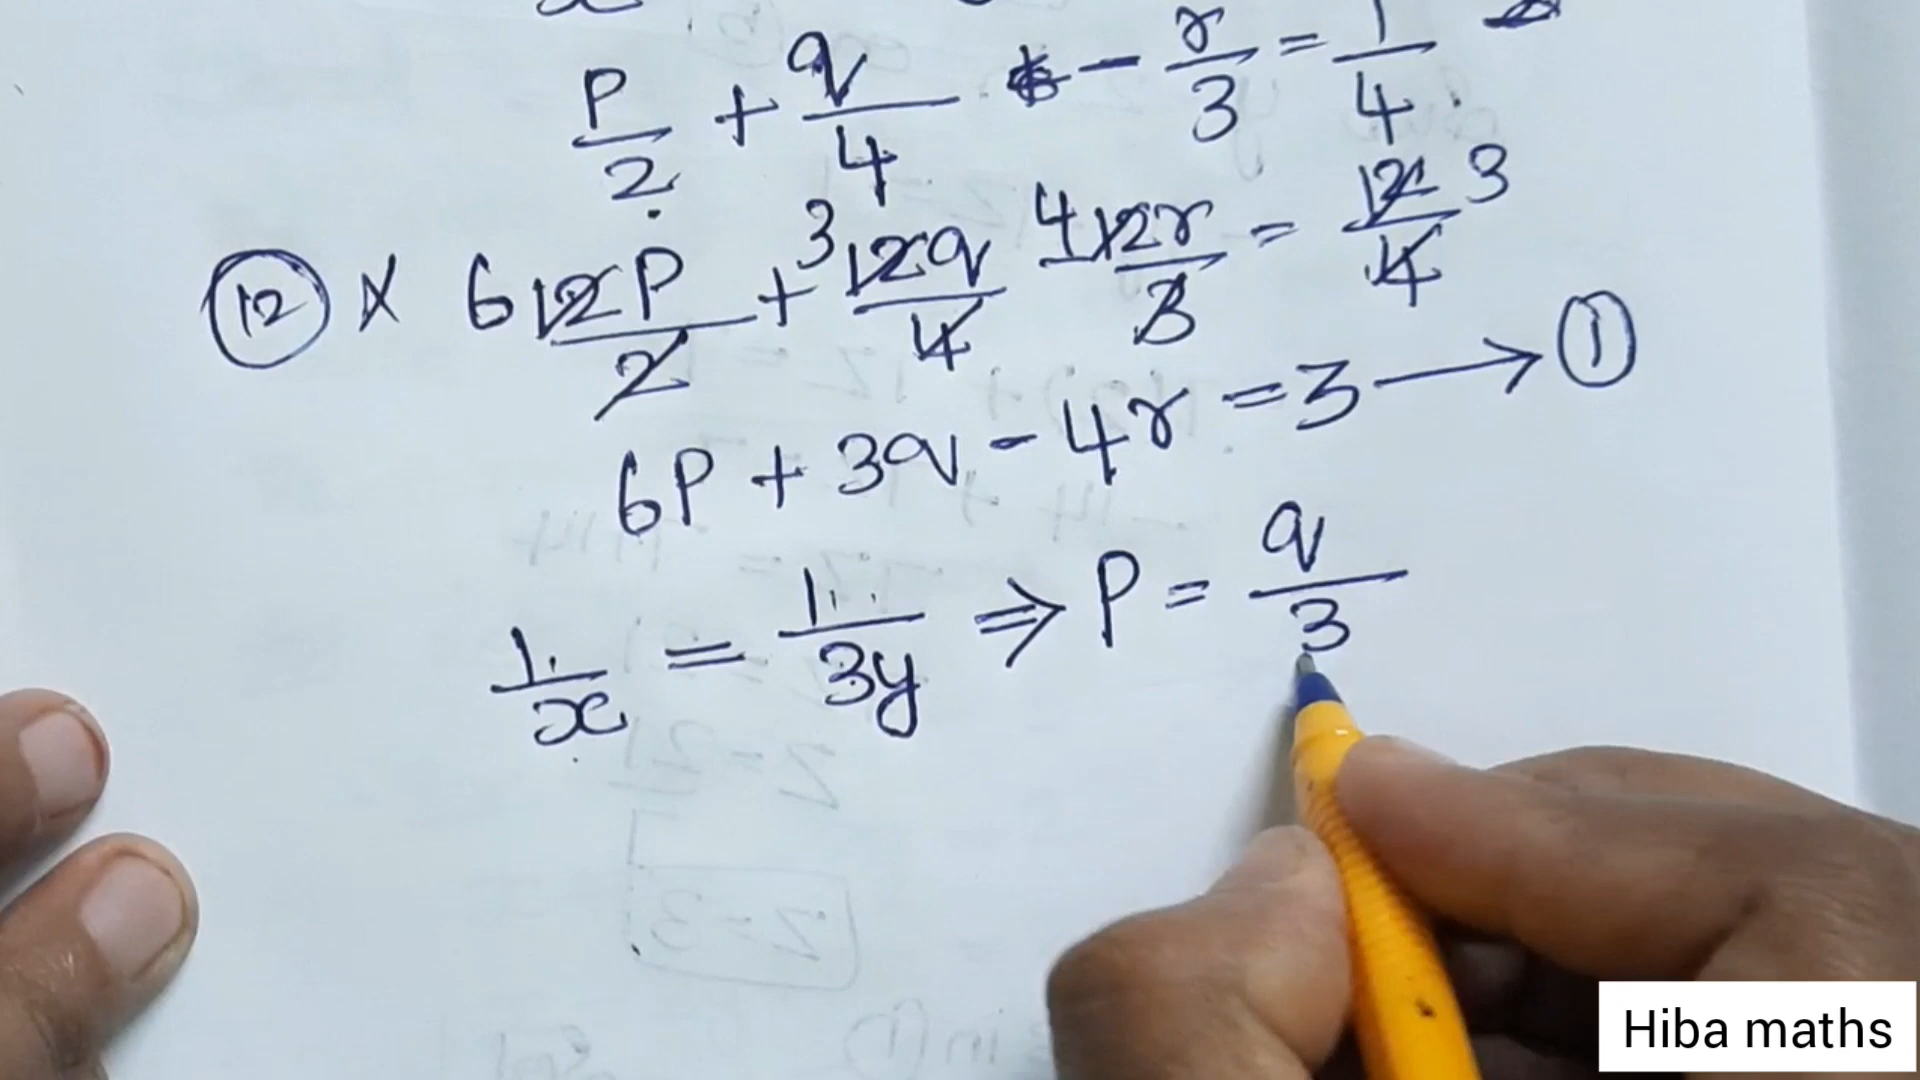 P/2 + q/4 - r/3 = 1/4
(12) × 6 12P/2 + 3 12q/4 - 4 12r/3 = 12/4 3
6P + 3q - 4r = 3 → (1)
1/x = 1/3y ⇒ P = q/3
Hiba maths